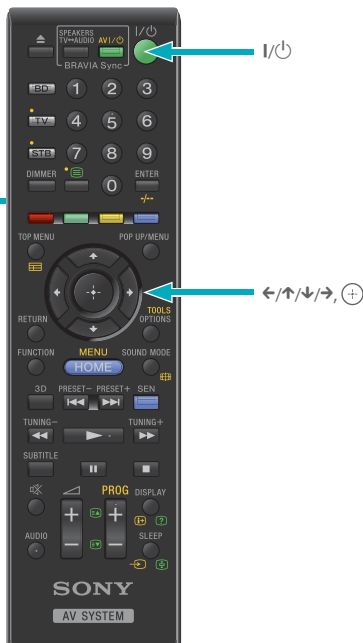 SPEAKERS
TV↔AUDIO AV I/⏻ I/⏻
BRAVIA Sync
I/⏻
BD 1 2 3
TV 4 5 6
STB 7 8 9
DIMMER 0 ENTER
-/--
TOP MENU POP UP/MENU
←/↑/↓/→, +
TOOLS
RETURN OPTIONS
FUNCTION MENU SOUND MODE
HOME
3D PRESET– PRESET+ SEN
TUNING– TUNING+
SUBTITLE
PROG DISPLAY
+ + ?
AUDIO SLEEP
– –
SONY
AV SYSTEM